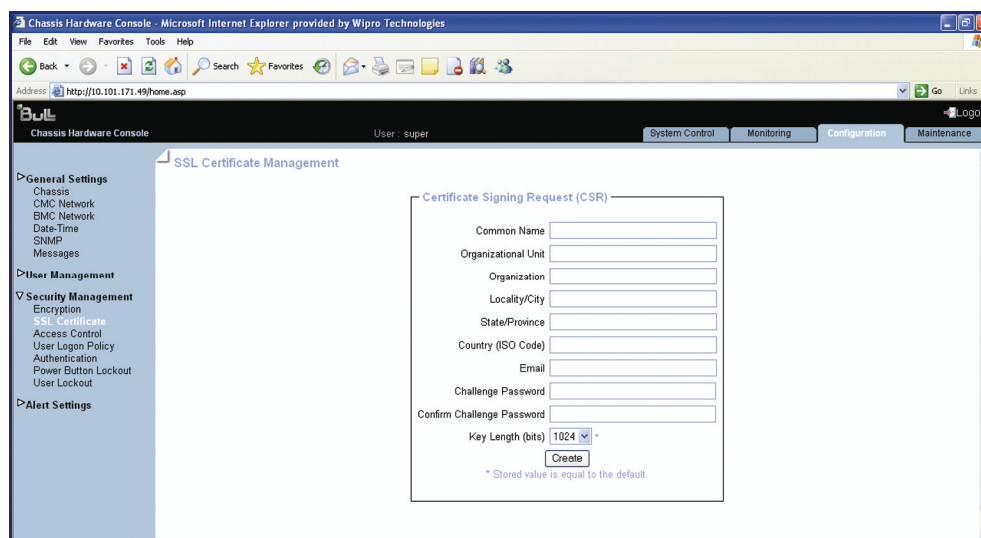 Chassis Hardware Console - Microsoft Internet Explorer provided by Wipro Technologies
File Edit View Favorites Tools Help
Back Search Favorites
Address http://10.101.171.49/home.asp Go Links
Bull Logo
Chassis Hardware Console User : super System Control Monitoring Configuration Maintenance
SSL Certificate Management
General Settings
Chassis
CMC Network
BMC Network
Date-Time
SNMP
Messages
User Management
Security Management
Encryption
SSL Certificate
Access Control
User Logon Policy
Authentication
Power Button Lockout
User Lockout
Alert Settings
Certificate Signing Request (CSR)
Common Name
Organizational Unit
Organization
Locality/City
State/Province
Country (ISO Code)
Email
Challenge Password
Confirm Challenge Password
Key Length (bits) 1024 *
Create
* Stored value is equal to the default.